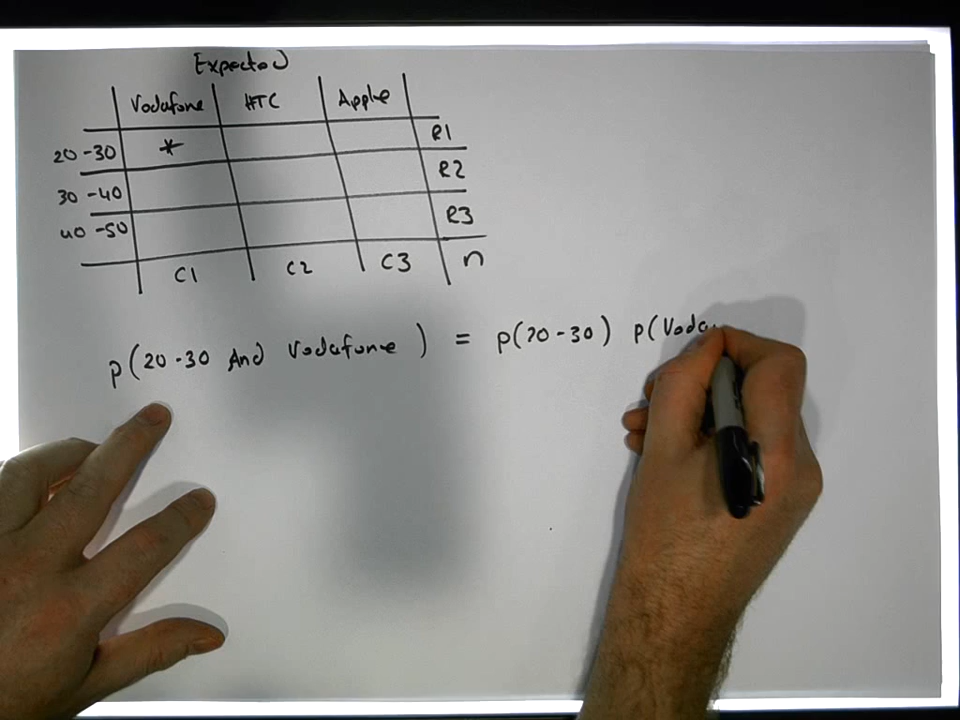 Expected
Vodafone HTC Apple
20-30 * R1
30-40 R2
40-50 R3
C1 C2 C3 n
p(20-30 And Vodafone) = p(20-30) p(Voda